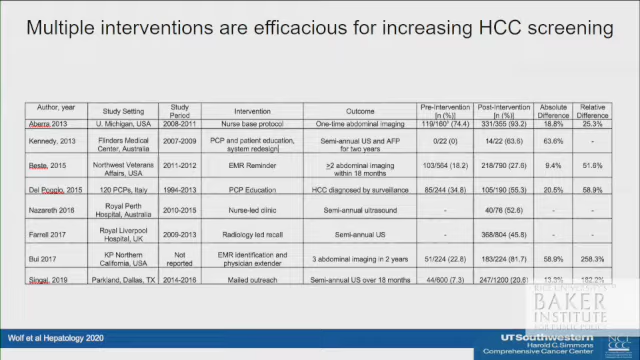 Multiple interventions are efficacious for increasing HCC screening
Author, year Study Setting Study Period Intervention Outcome Pre-Intervention [n (%)] Post-Intervention [n (%)] Absolute Difference Relative Difference
Aberra, 2013 U. Michigan, USA 2008-2011 Nurse base protocol One-time abdominal imaging 119/160 (74.4) 331/355 (93.2) 18.8% 25.3%
Kennedy, 2013 Flinders Medical Center, Australia 2007-2009 PCP and patient education, system redesign Semi-annual US and AFP for two years 0/22 (0) 14/22 (63.6) 63.6% -
Beste, 2015 Northwest Veterans Affairs, USA 2011-2012 EMR Reminder ≥2 abdominal imaging within 18 months 103/564 (18.2) 218/790 (27.6) 9.4% 51.6%
Del Poggio, 2015 120 PCPs, Italy 1994-2013 PCP Education HCC diagnosed by surveillance 85/244 (34.8) 105/190 (55.3) 20.5% 58.9%
Nazareth 2016 Royal Perth Hospital, Australia 2010-2015 Nurse-led clinic Semi-annual ultrasound - 40/76 (52.6) - -
Farrell 2017 Royal Liverpool Hospital, UK 2009-2013 Radiology led recall Semi-annual US - 368/804 (45.8) - -
Bui 2017 KP Northern California, USA Not reported EMR identification and physician extender 3 abdominal imaging in 2 years 51/224 (22.8) 183/224 (81.7) 58.9% 258.3%
Singal, 2019 Parkland, Dallas, TX 2014-2016 Mailed outreach Semi-annual US over 18 months 44/600 (7.3) 247/1200 (20.6) 13.3% 182.2%
RICE UNIVERSITY'S
BAKER
INSTITUTE
FOR PUBLIC POLICY
Wolf et al Hepatology 2020
UT Southwestern
Harold C. Simmons
Comprehensive Cancer Center
NCI
CCC